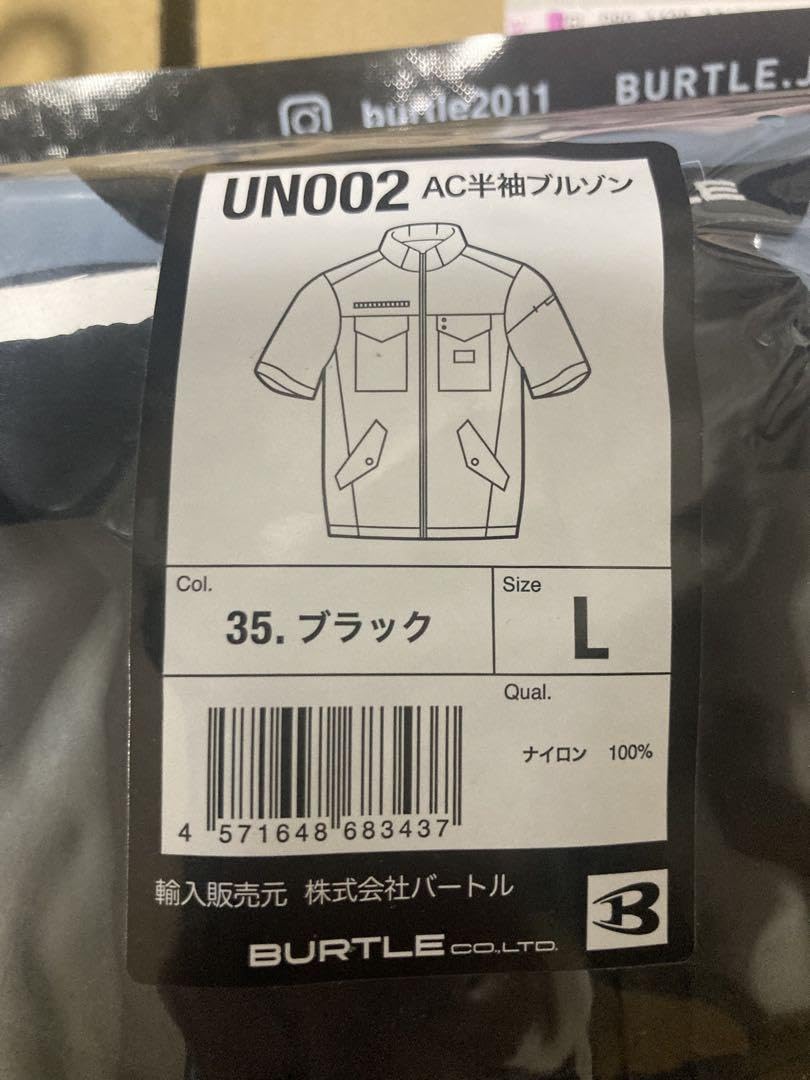 burtle2011 BURTLE.
UN002 AC半袖ブルゾン
Col.
35. ブラック
Size
L
Qual.
ナイロン 100%
4 571648 683437
輸入販売元 株式会社バートル
BURTLE CO.,LTD.